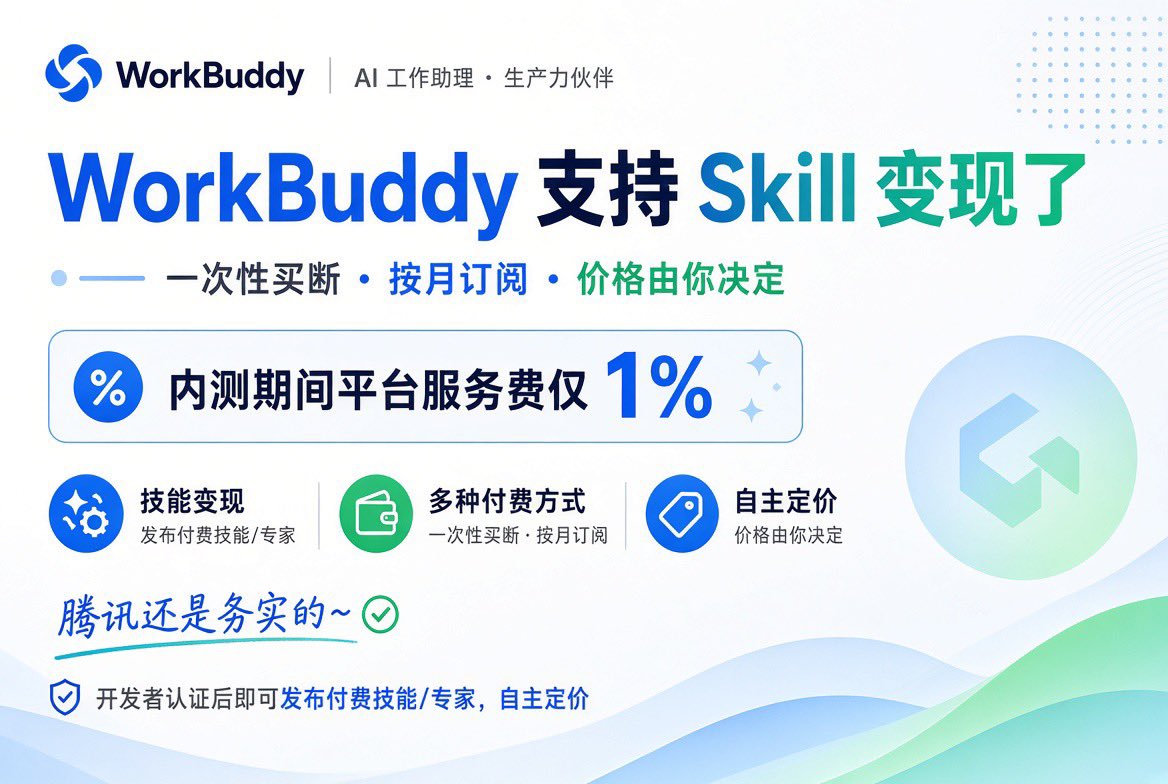 WorkBuddy
AI 工作助理 · 生产力伙伴
WorkBuddy 支持 Skill 变现了
一次性买断 · 按月订阅 · 价格由你决定
% 内测期间平台服务费仅 1%
技能变现
发布付费技能/专家
多种付费方式
一次性买断 · 按月订阅
自主定价
价格由你决定
腾讯还是务实的~
开发者认证后即可发布付费技能/专家，自主定价